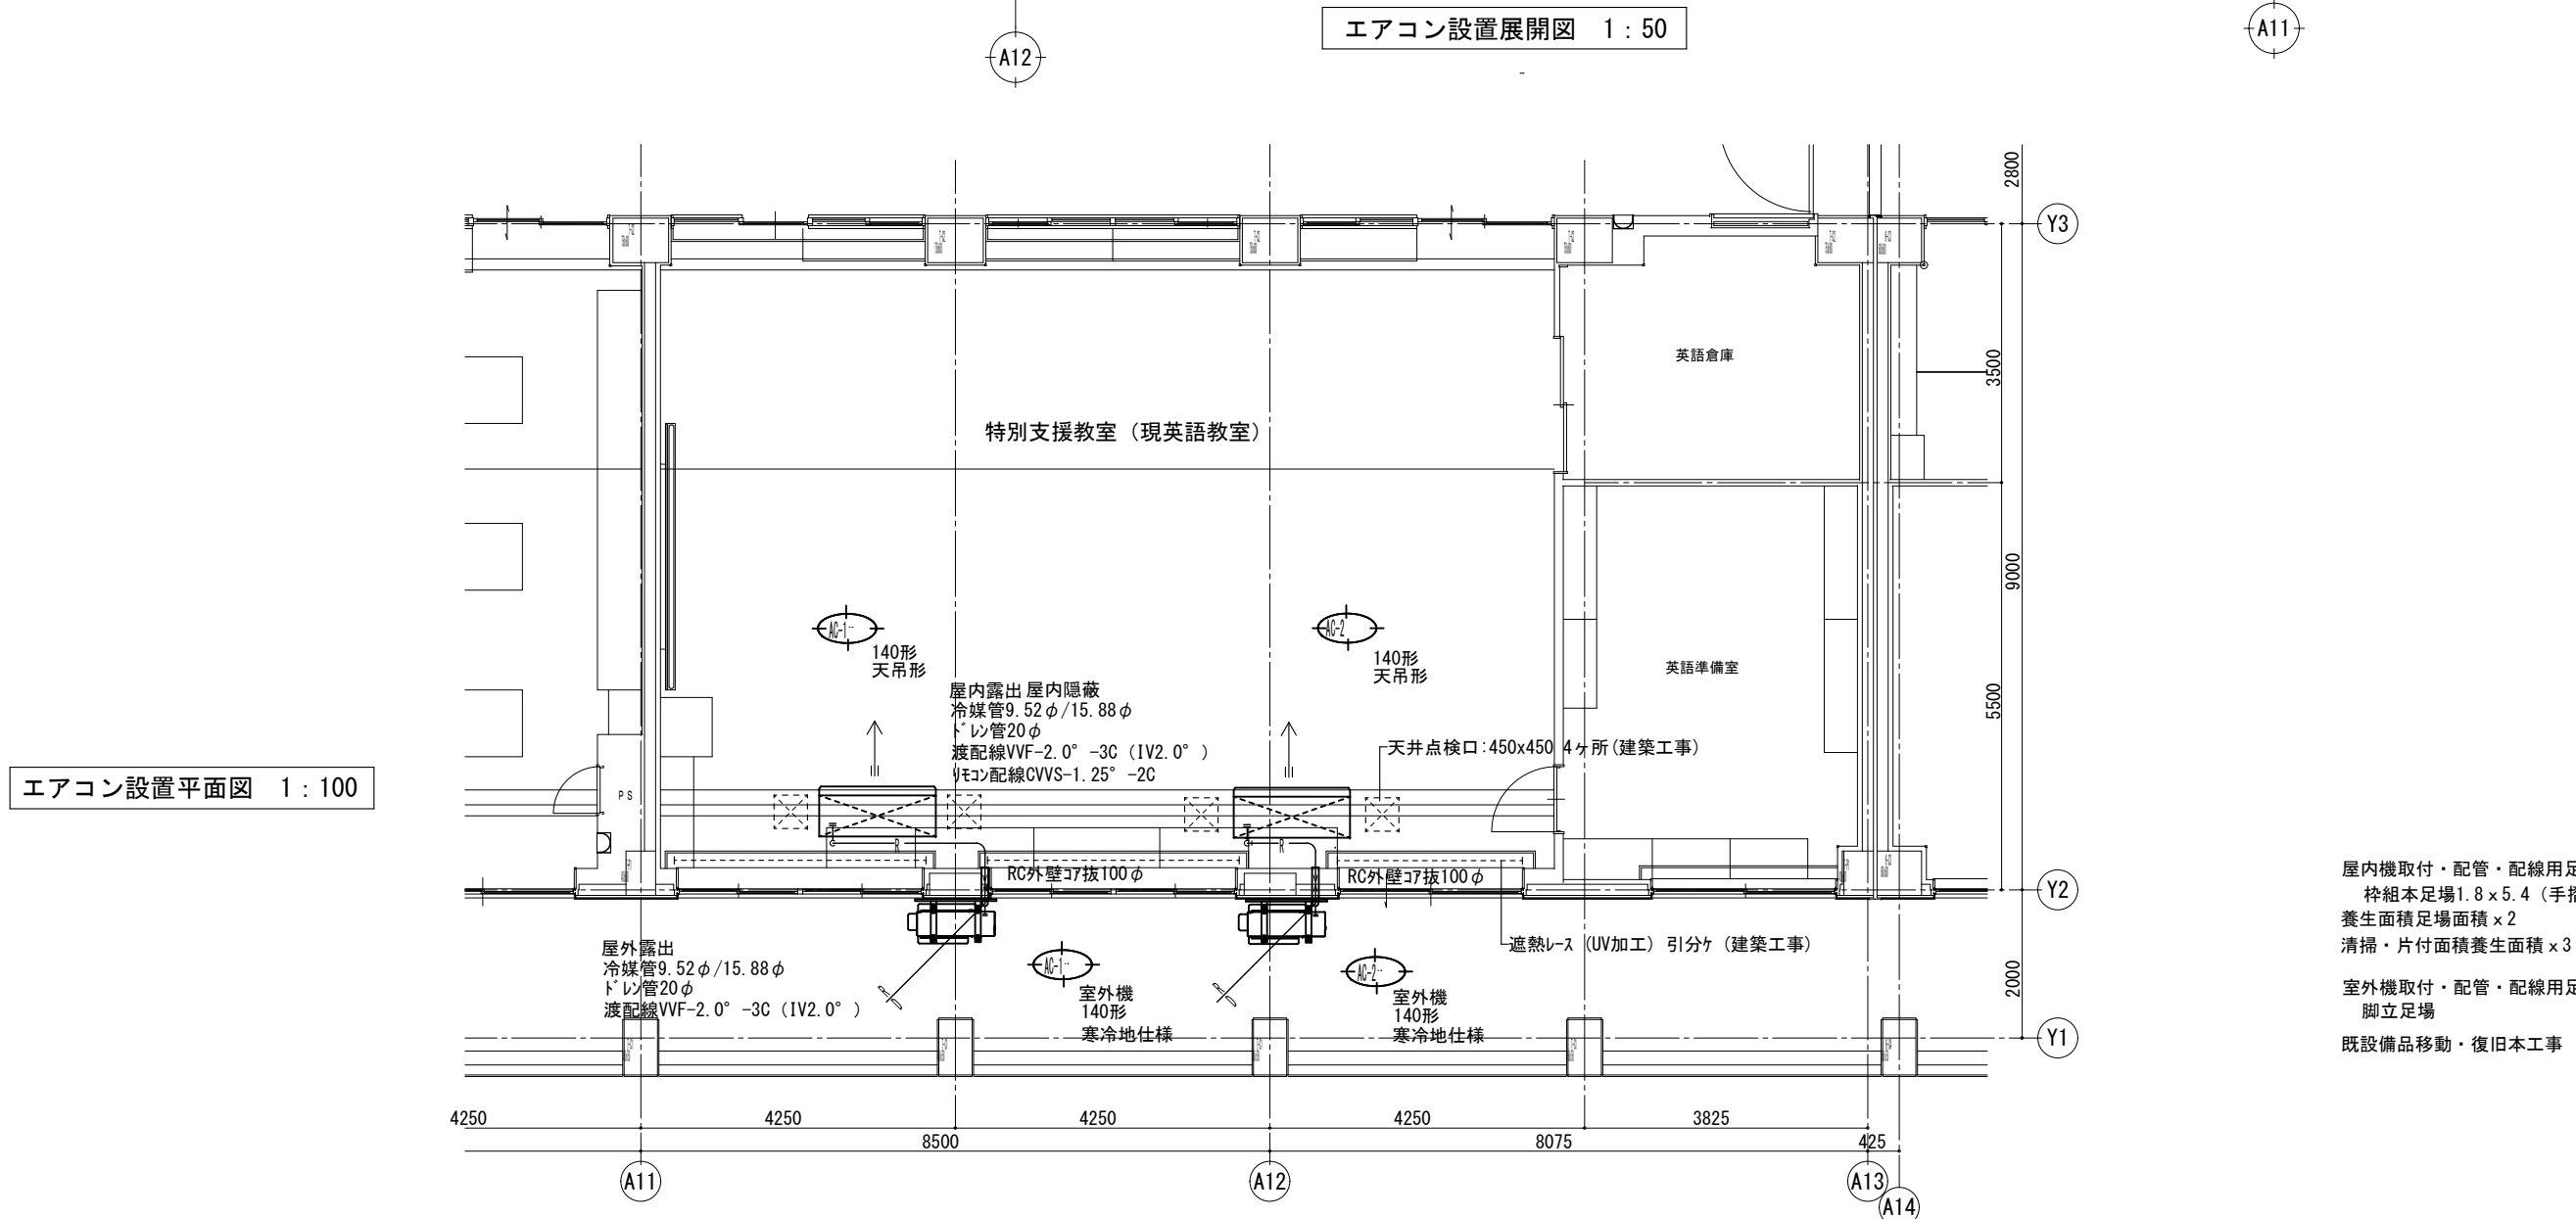 エアコン設置展開図 1:50
A12
A11
2800
Y3
英語倉庫
3500
特別支援教室（現英語教室）
9000
AC-1
140形
天吊形
AC-2
140形
天吊形
英語準備室
5500
屋内露出 屋内隠蔽
冷媒管9.52φ/15.88φ
ドレン管20φ
渡配線VVF-2.0°-3C（IV2.0°）
リモコン配線CVVS-1.25°-2C
天井点検口:450x450 4ヶ所(建築工事)
エアコン設置平面図 1:100
PS
R
R
RC外壁コア抜100φ
RC外壁コア抜100φ
Y2
屋内機取付・配管・配線用足
枠組本足場1.8x5.4（手摺
養生面積足場面積x2
清掃・片付面積養生面積x3
室外機取付・配管・配線用足
脚立足場
既設備品移動・復旧本工事
遮熱レース（UV加工）引分ケ（建築工事）
屋外露出
冷媒管9.52φ/15.88φ
ドレン管20φ
渡配線VVF-2.0°-3C（IV2.0°）
AC-1
室外機
140形
寒冷地仕様
AC-2
室外機
140形
寒冷地仕様
2000
Y1
4250
4250
4250
4250
3825
8500
8075
425
A11
A12
A13
A14